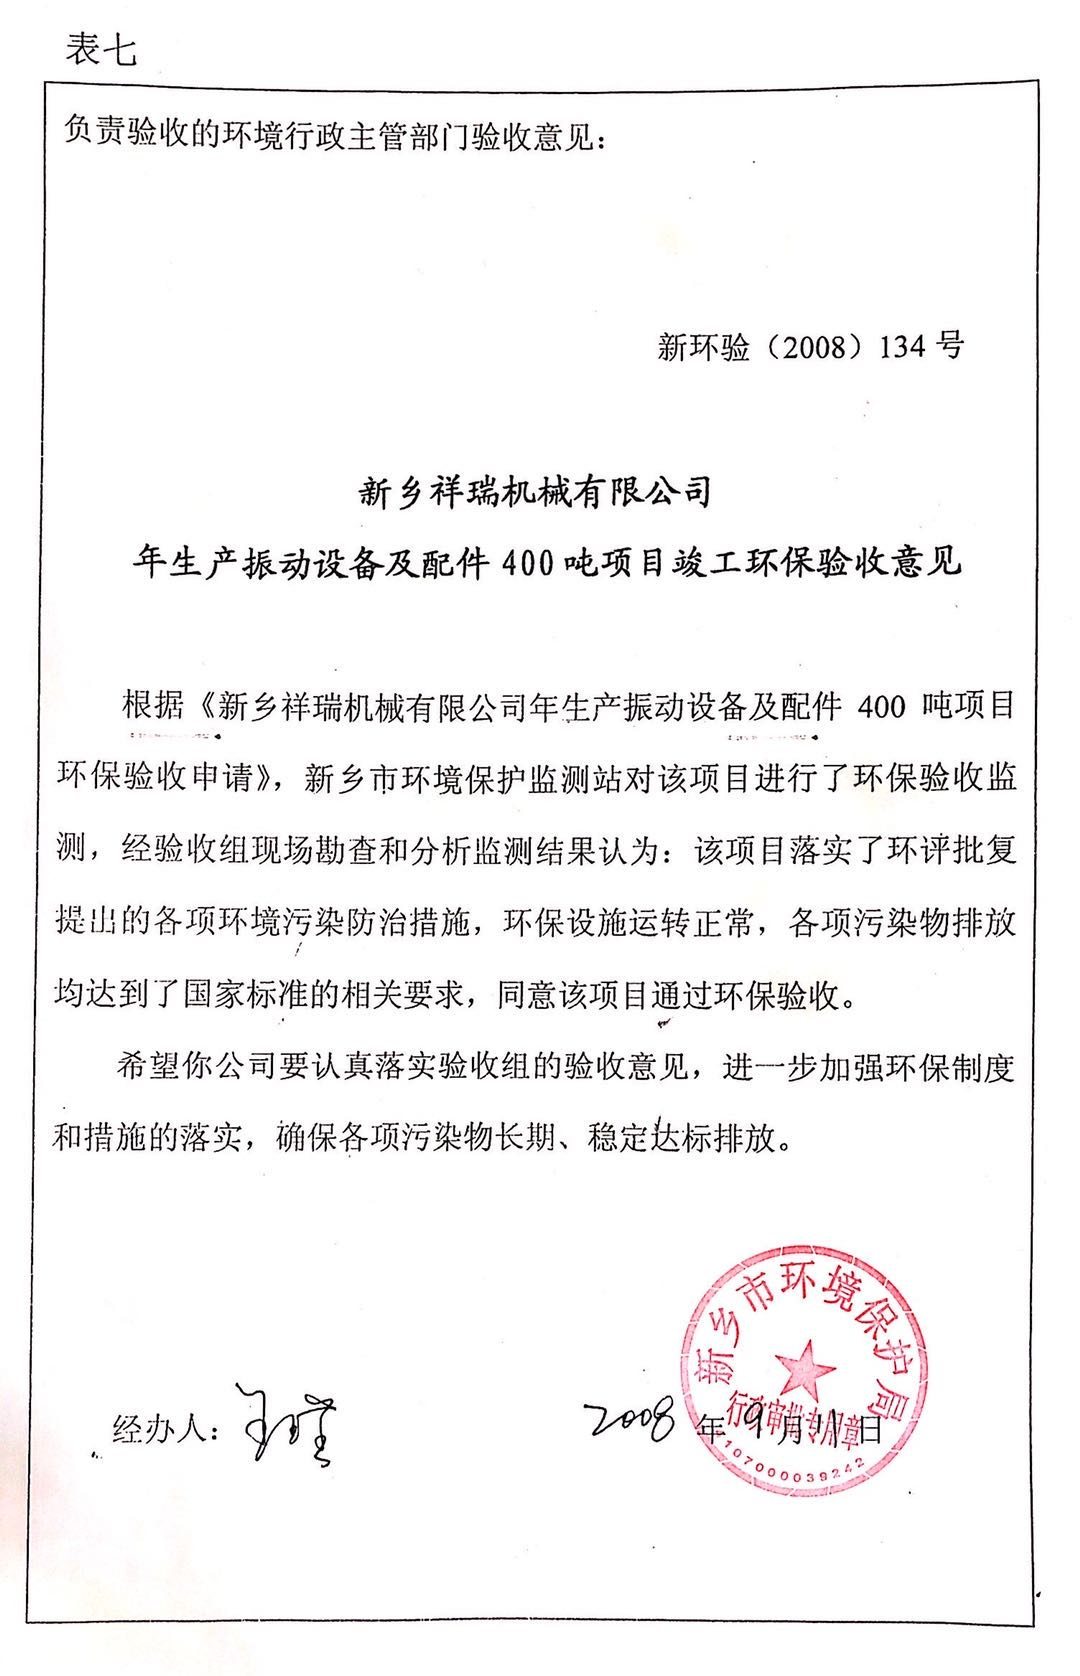 表七
负责验收的环境行政主管部门验收意见：
新环验（2008）134号
新乡祥瑞机械有限公司
年生产振动设备及配件400吨项目竣工环保验收意见
根据《新乡祥瑞机械有限公司年生产振动设备及配件 400 吨项目
环保验收申请》，新乡市环境保护监测站对该项目进行了环保验收监
测，经验收组现场勘查和分析监测结果认为：该项目落实了环评批复
提出的各项环境污染防治措施，环保设施运转正常，各项污染物排放
均达到了国家标准的相关要求，同意该项目通过环保验收。
希望你公司要认真落实验收组的验收意见，进一步加强环保制度
和措施的落实，确保各项污染物长期、稳定达标排放。
新乡市环境保护局
经办人：
2008年9月11日
行政审批专用章
107000039242